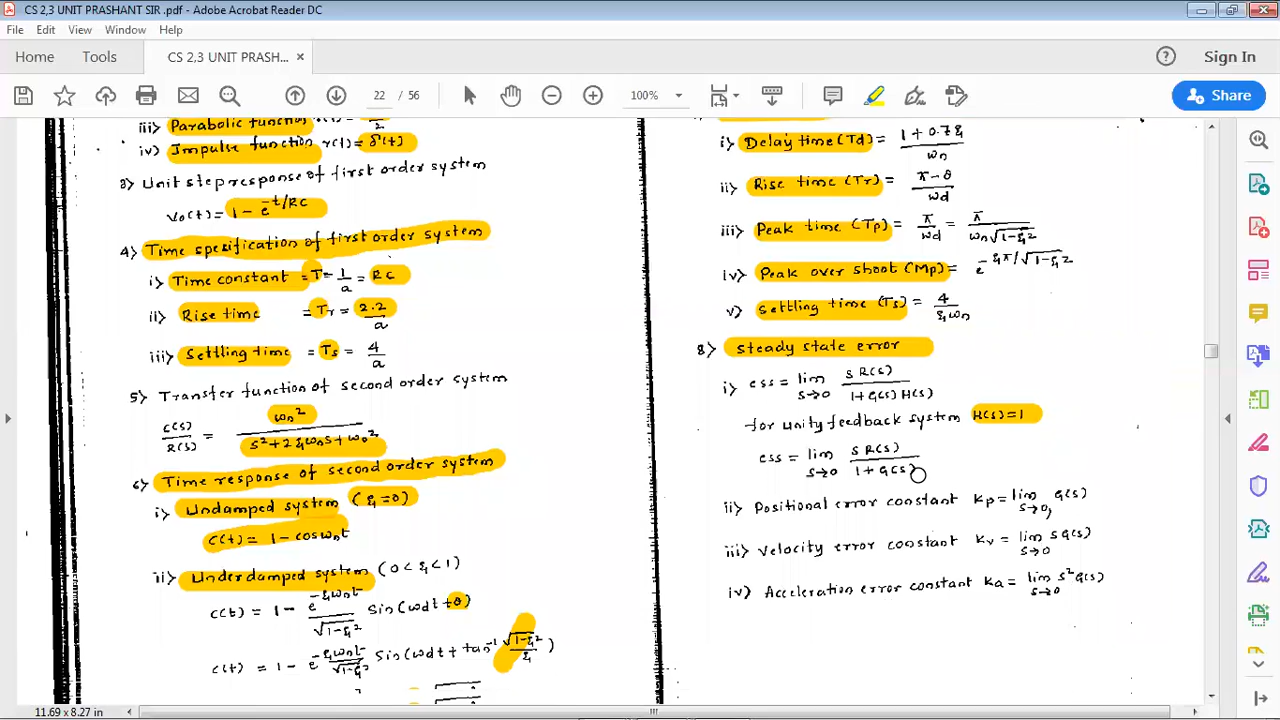 CS 2,3 UNIT PRASHANT SIR .pdf - Adobe Acrobat Reader DC
File Edit View Window Help
Home Tools CS 2,3 UNIT PRASH... × Sign In
22 / 56 100% Share
iii) Parabolic function
iv) Impulse function r(t) = δ(t)
3) Unit step response of first order system
Vo(t) = 1 - e^-t/RC
4) Time spesification of first order system
i) Time constant = T = 1/a = RC
ii) Rise time = Tr = 2.2/a
iii) Settling time = Ts = 4/a
5) Transfer function of second order system
C(s)/R(s) = ωn²/s²+2ξωns+ωn²
6) Time response of second order system
i) Undamped system (ξ=0)
C(t) = 1 - cosωnt
ii) Underdamped system (0<ξ<1)
C(t) = 1 - e^-ξωnt/√1-ξ² Sin(ωdt+θ)
C(t) = 1 - e^-ξωnt/√1-ξ² Sin(ωdt + tan⁻¹ √1-ξ²/ξ)
i) Delay time (Td) = 1+0.7ξ/ωn
ii) Rise time (Tr) = π-θ/ωd
iii) Peak time (Tp) = π/ωd = π/ωn√1-ξ²
iv) Peak over shoot (Mp) = e^-ξπ/√1-ξ²
v) Settling time (Ts) = 4/ξωn
8) steady state error
i) ess = lim s→0 SR(s)/1+G(s)H(s)
for unity feedback system H(s)=1
ess = lim s→0 SR(s)/1+G(s)
ii) Positional error constant Kp = lim s→0, G(s)
iii) velocity error constant Kv = lim s→0 sG(s)
iv) Acceleration error constant Ka = lim s→0 s²G(s)
11.69 x 8.27 in